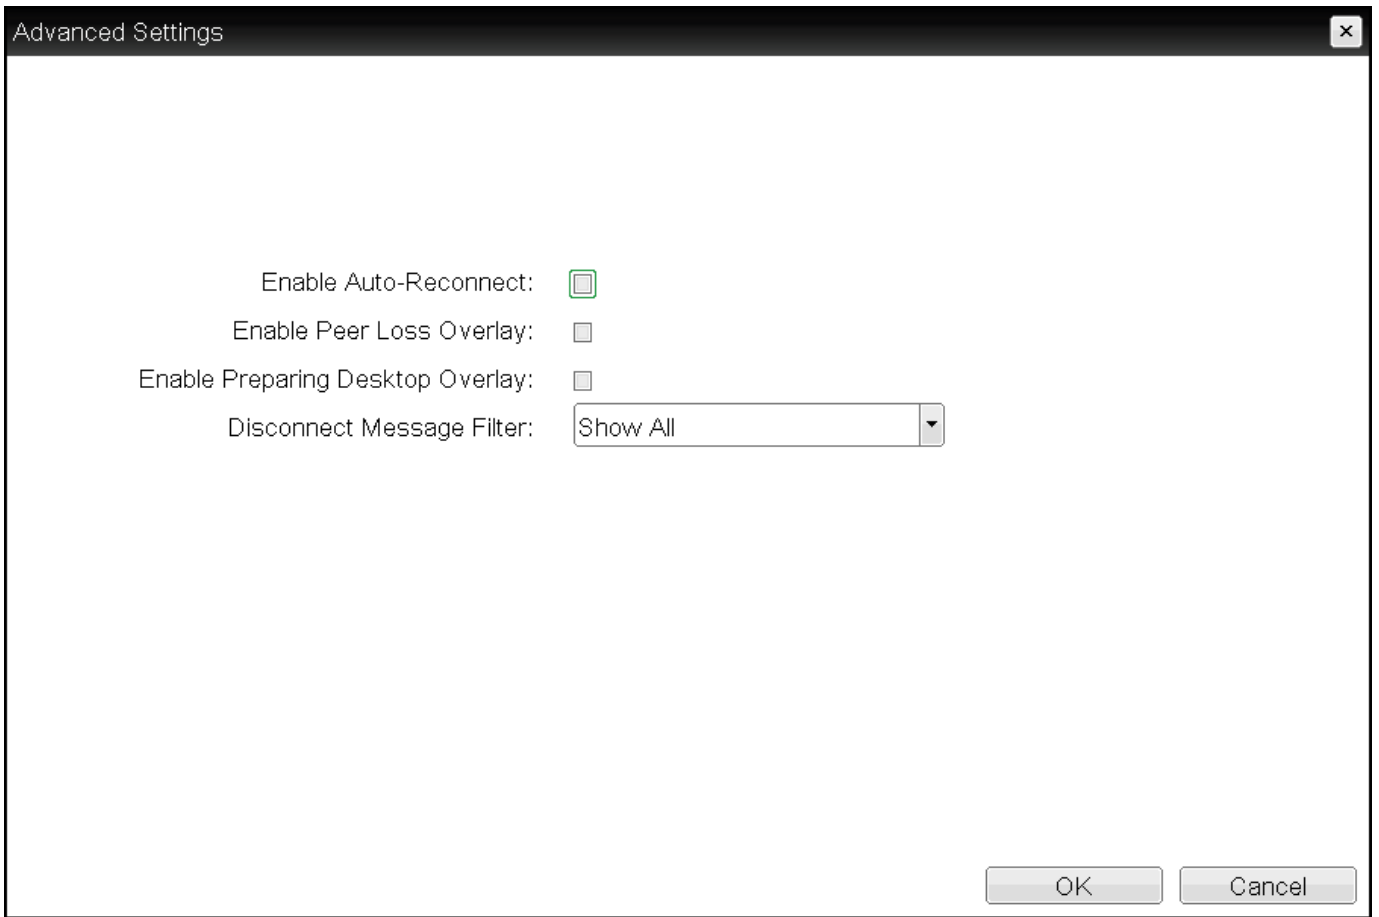 Advanced Settings
Enable Auto-Reconnect:
Enable Peer Loss Overlay:
Enable Preparing Desktop Overlay:
Disconnect Message Filter: Show All
OK Cancel